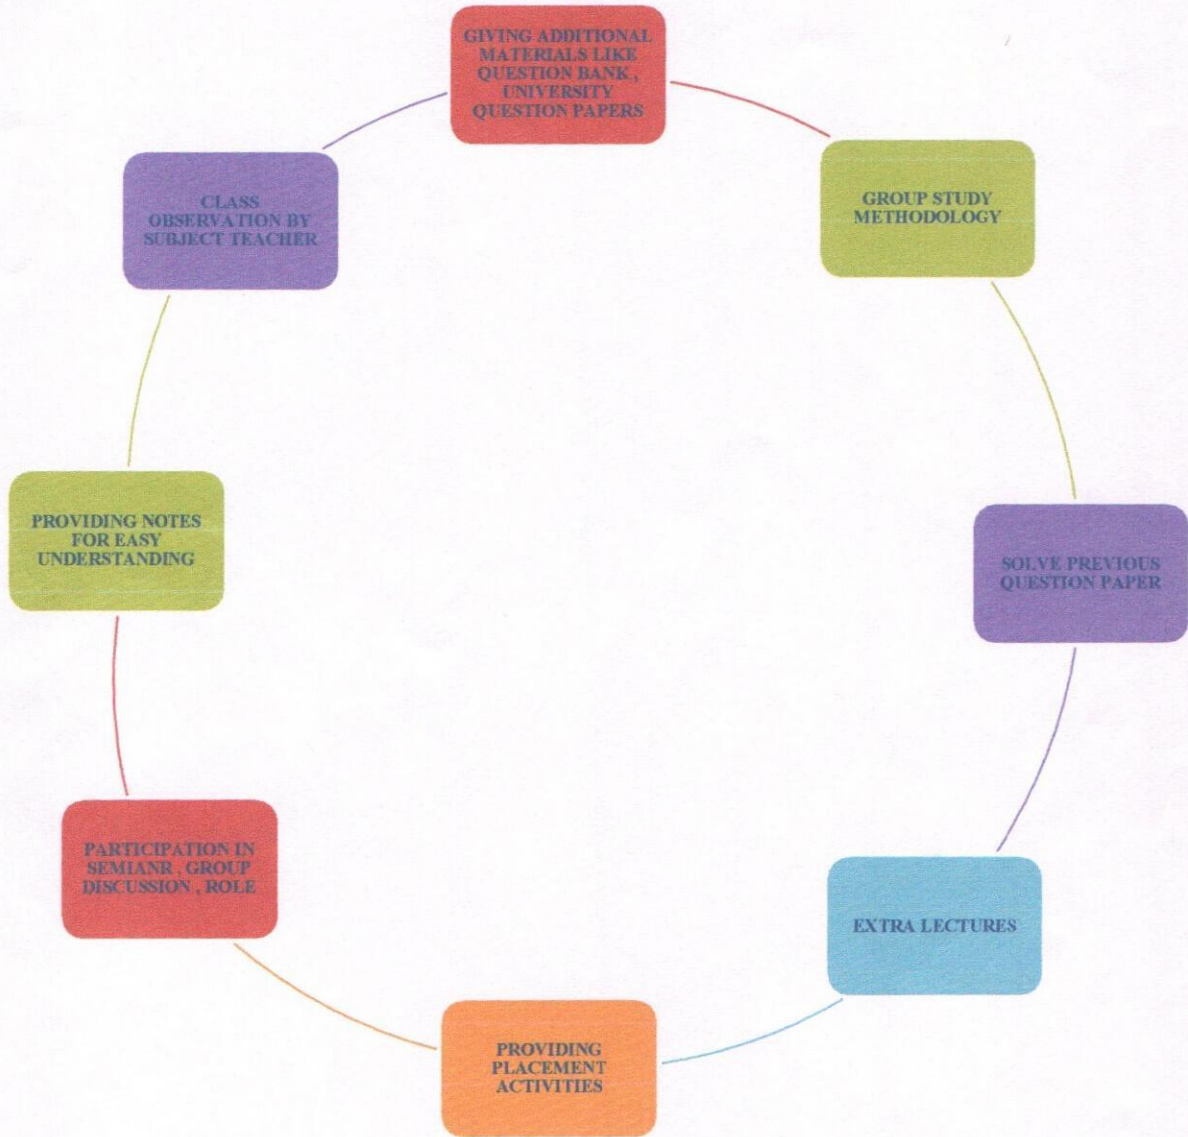 GIVING ADDITIONAL
MATERIALS LIKE
QUESTION BANK ,
UNIVERSITY
QUESTION PAPERS
GROUP STUDY
METHODOLOGY
SOLVE PREVIOUS
QUESTION PAPER
EXTRA LECTURES
PROVIDING
PLACEMENT
ACTIVITIES
PARTICIPATION IN
SEMIANR , GROUP
DISCUSSION , ROLE
PROVIDING NOTES
FOR EASY
UNDERSTANDING
CLASS
OBSERVATION BY
SUBJECT TEACHER